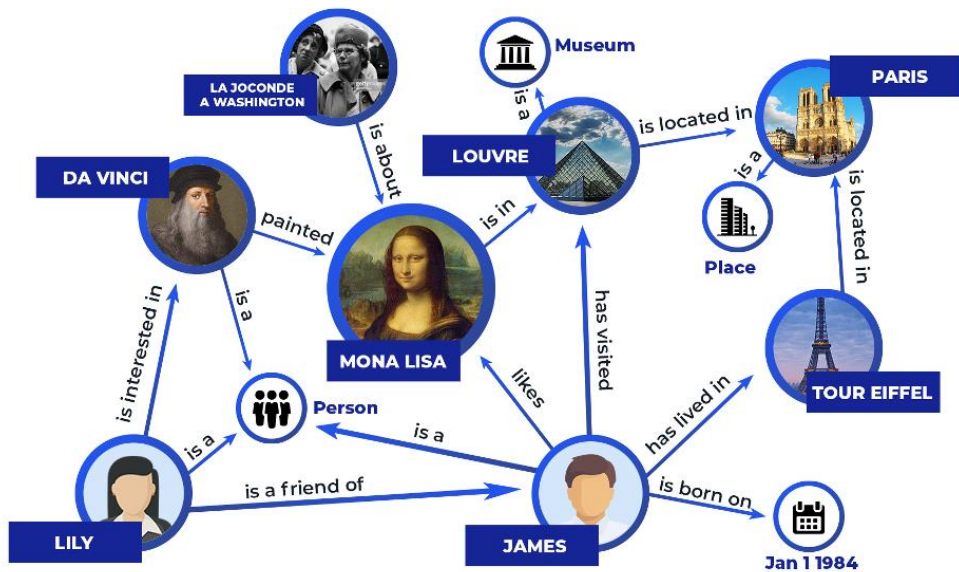 Museum
PARIS
LA JOCONDE
A WASHINGTON
is a
is located in
LOUVRE
is about
is a
DA VINCI
painted
is in
is located in
Place
is a
has visited
MONA LISA
is interested in
TOUR EIFFEL
likes
Person
has lived in
is a
is a
is a friend of
is born on
LILY
JAMES
Jan 1 1984